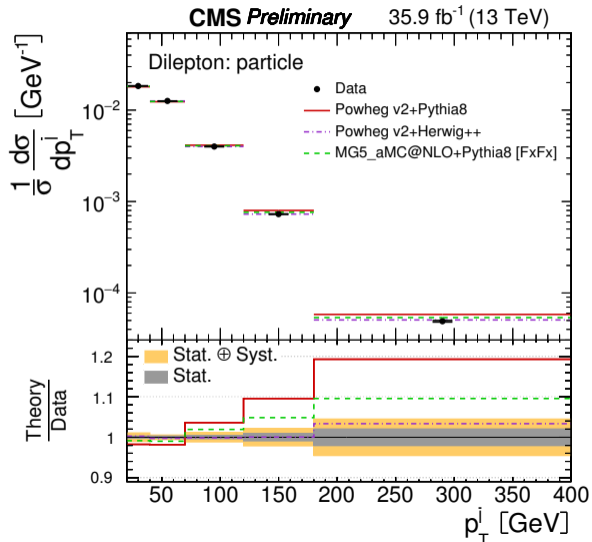 CMS Preliminary 35.9 fb⁻¹ (13 TeV)
Dilepton: particle
Data
Powheg v2+Pythia8
Powheg v2+Herwig++
MG5_aMC@NLO+Pythia8 [FxFx]
1/σ dσ/dp_T^j [GeV⁻¹]
10⁻²
10⁻³
10⁻⁴
Stat. ⊕ Syst.
Stat.
Theory/Data
1.2
1.1
1
0.9
50 100 150 200 250 300 350 400
p_T^j [GeV]